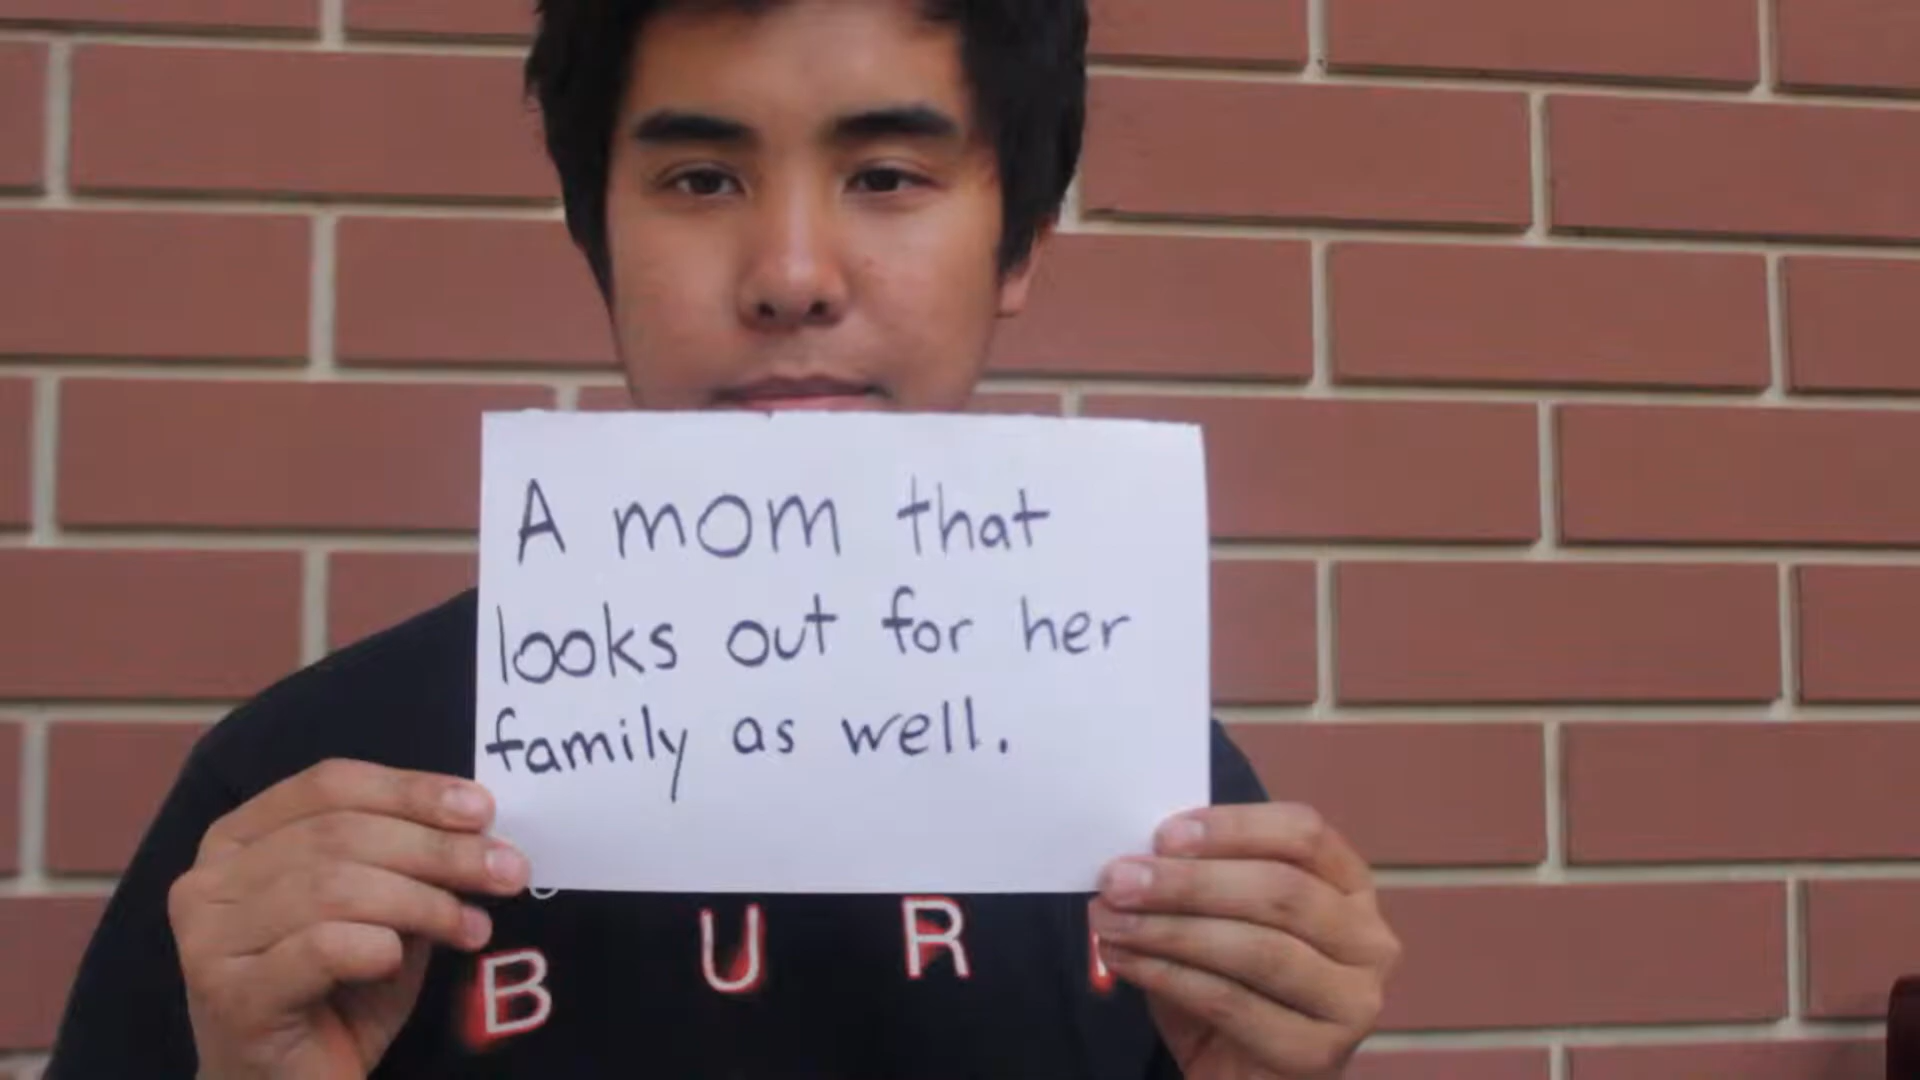 A mom that
looks out for her
family as well.
B U R